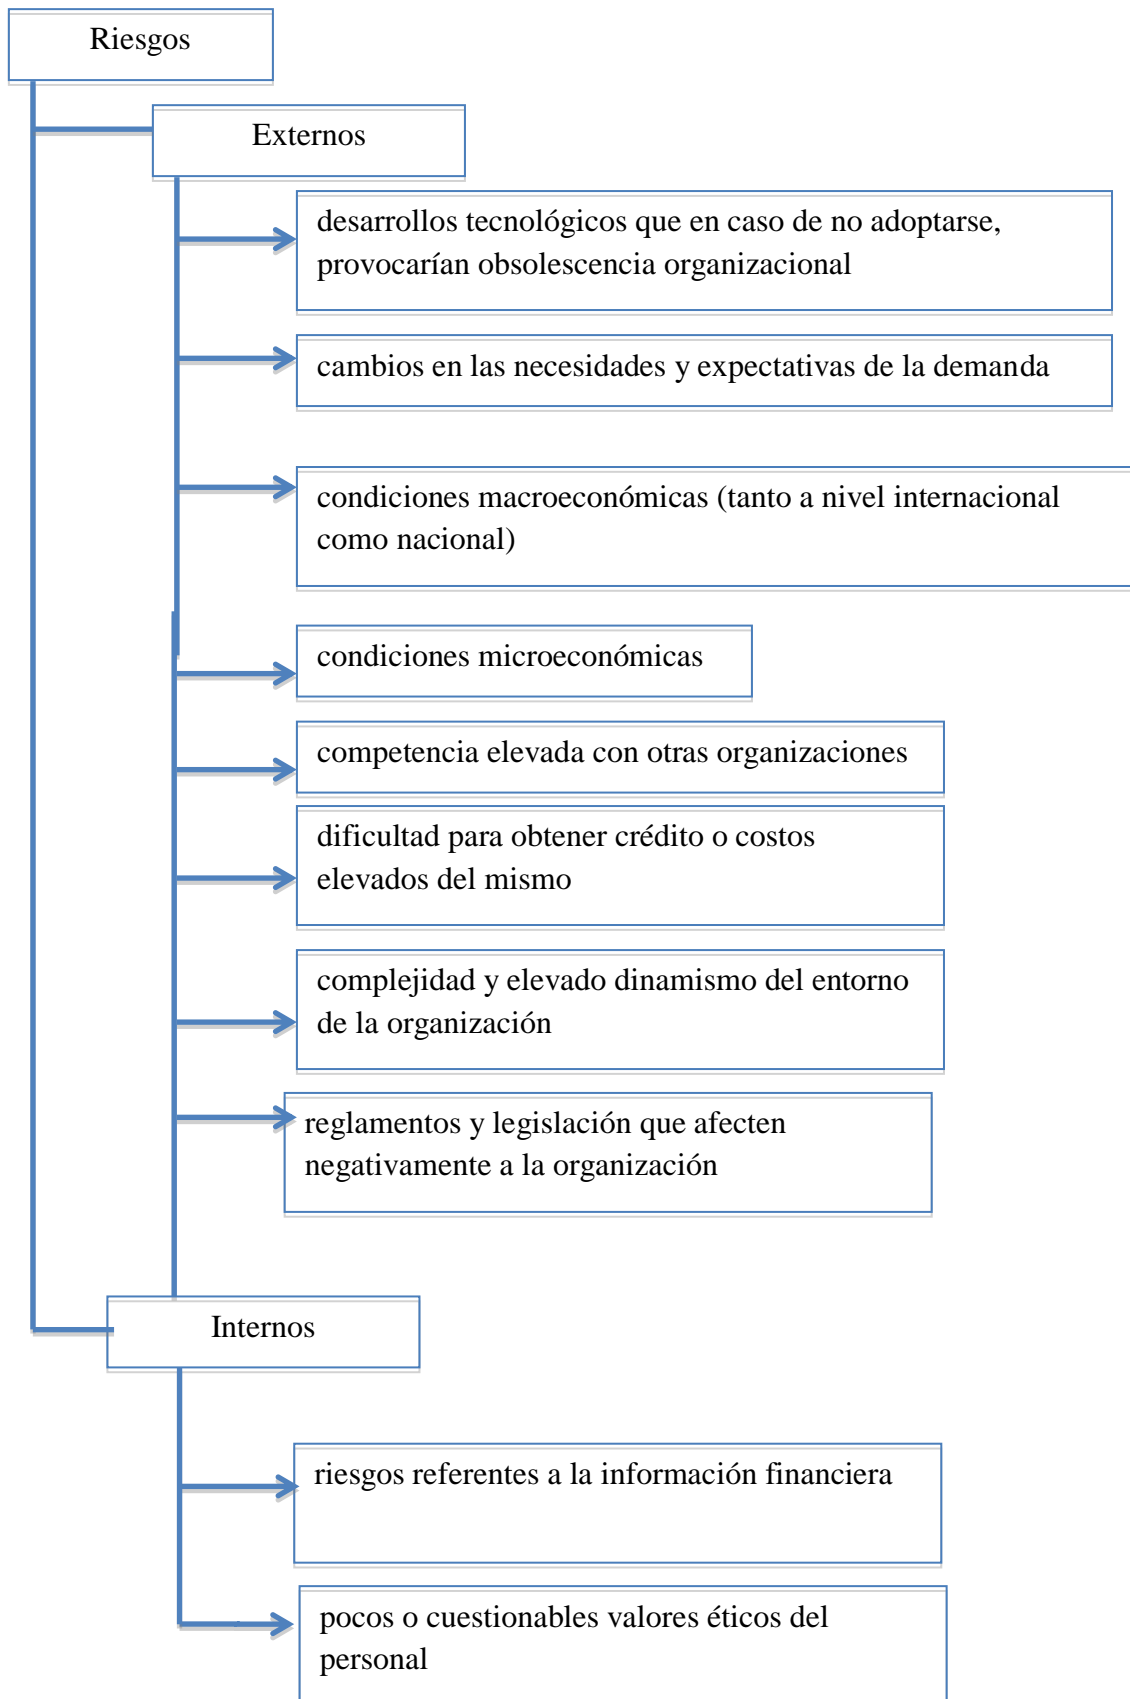 Riesgos
Externos
desarrollos tecnológicos que en caso de no adoptarse,
provocarían obsolescencia organizacional
cambios en las necesidades y expectativas de la demanda
condiciones macroeconómicas (tanto a nivel internacional
como nacional)
condiciones microeconómicas
competencia elevada con otras organizaciones
dificultad para obtener crédito o costos
elevados del mismo
complejidad y elevado dinamismo del entorno
de la organización
reglamentos y legislación que afecten
negativamente a la organización
Internos
riesgos referentes a la información financiera
pocos o cuestionables valores éticos del
personal